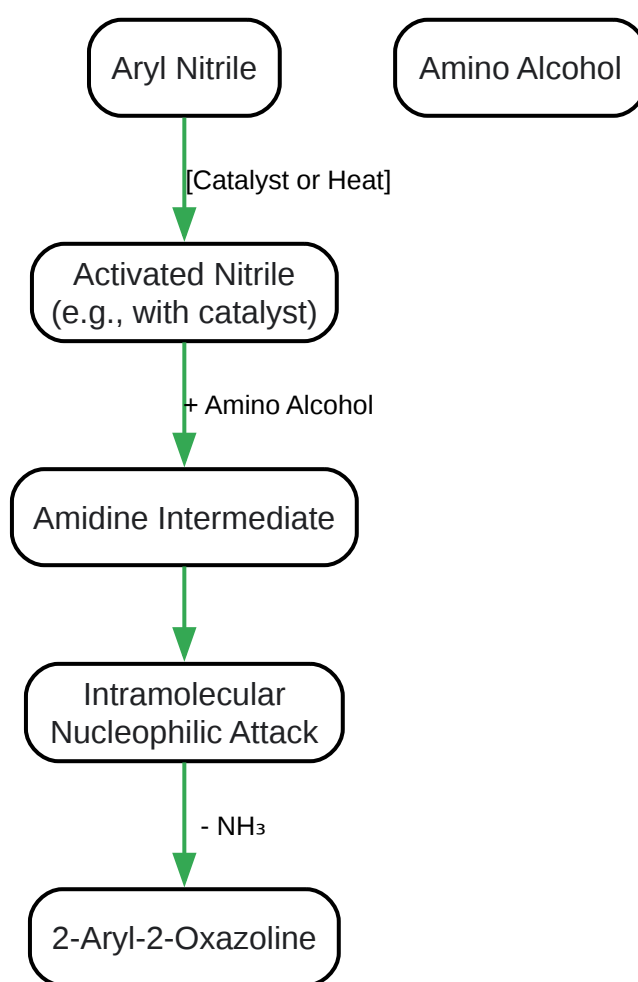 Aryl Nitrile
Amino Alcohol
[Catalyst or Heat]
Activated Nitrile
(e.g., with catalyst)
+ Amino Alcohol
Amidine Intermediate
Intramolecular
Nucleophilic Attack
- NH₃
2-Aryl-2-Oxazoline